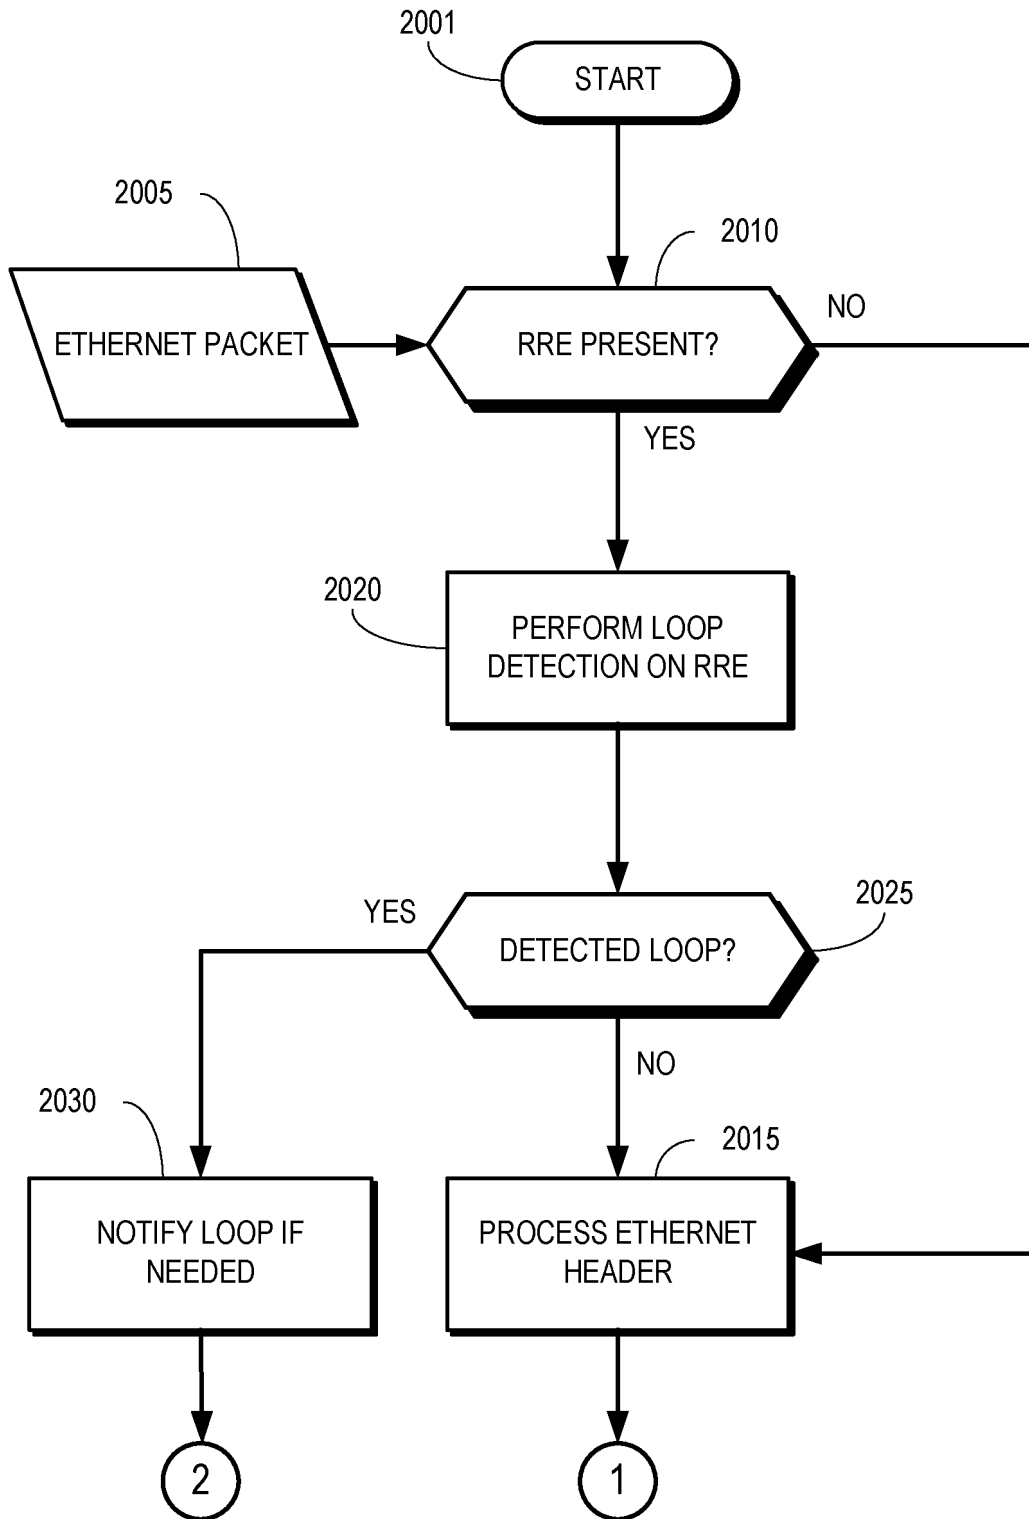 2001
START
2005
2010
ETHERNET PACKET
RRE PRESENT?
NO
YES
2020
PERFORM LOOP
DETECTION ON RRE
YES
2025
DETECTED LOOP?
NO
2030
2015
NOTIFY LOOP IF
NEEDED
PROCESS ETHERNET
HEADER
2
1